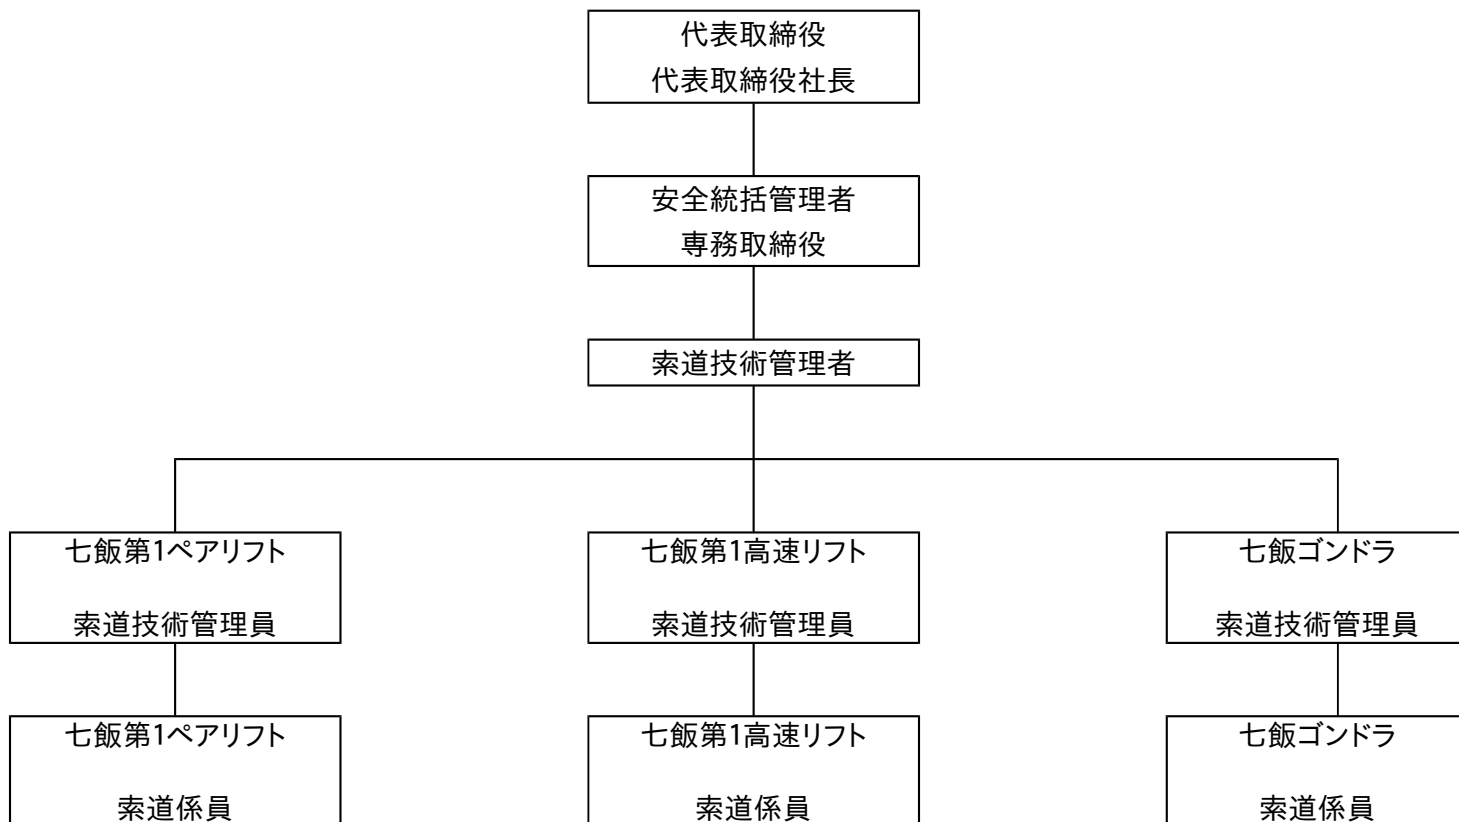 代表取締役
代表取締役社長
安全統括管理者
専務取締役
索道技術管理者
七飯第1ペアリフト
索道技術管理員
七飯第1高速リフト
索道技術管理員
七飯ゴンドラ
索道技術管理員
七飯第1ペアリフト
索道係員
七飯第1高速リフト
索道係員
七飯ゴンドラ
索道係員